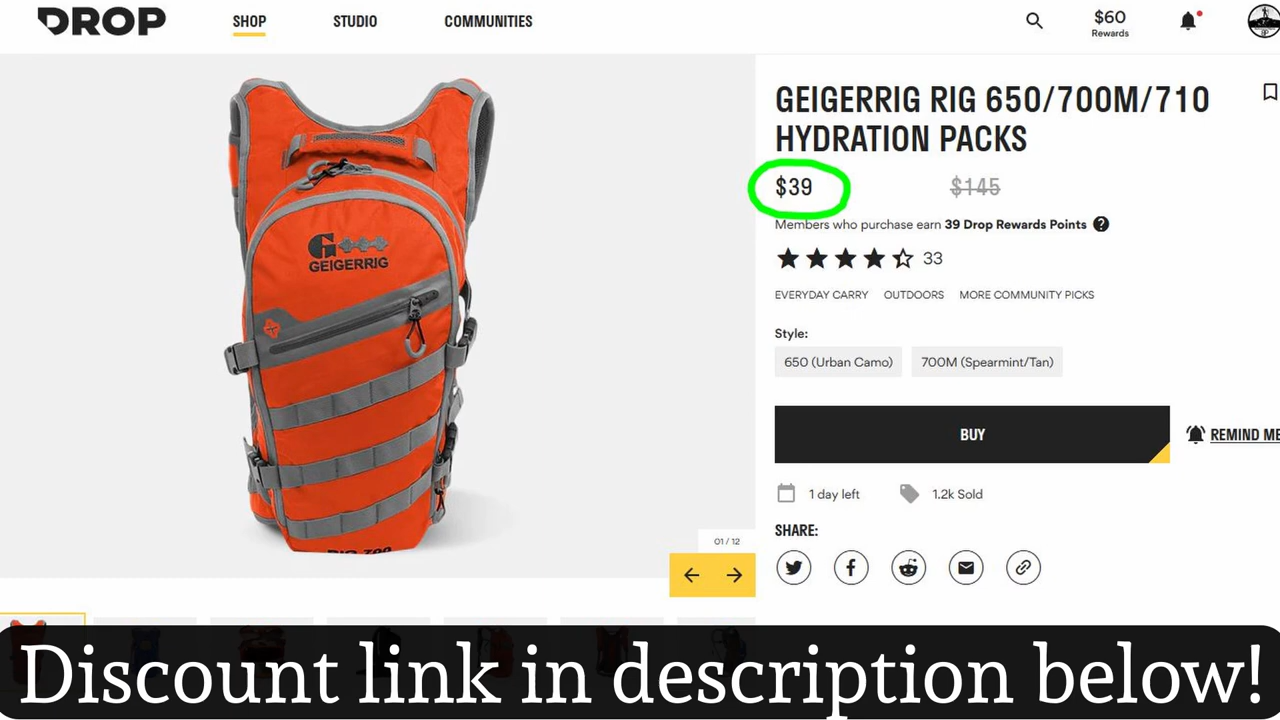 DROP
SHOP
STUDIO
COMMUNITIES
$60
Rewards
GEIGERRIG RIG 650/700M/710
HYDRATION PACKS
$39
$145
Members who purchase earn 39 Drop Rewards Points ?
33
EVERYDAY CARRY
OUTDOORS
MORE COMMUNITY PICKS
Style:
650 (Urban Camo)
700M (Spearmint/Tan)
BUY
REMIND ME
1 day left
1.2k Sold
SHARE:
G
GEIGERRIG
RIG 700
01 / 12
Discount link in description below!